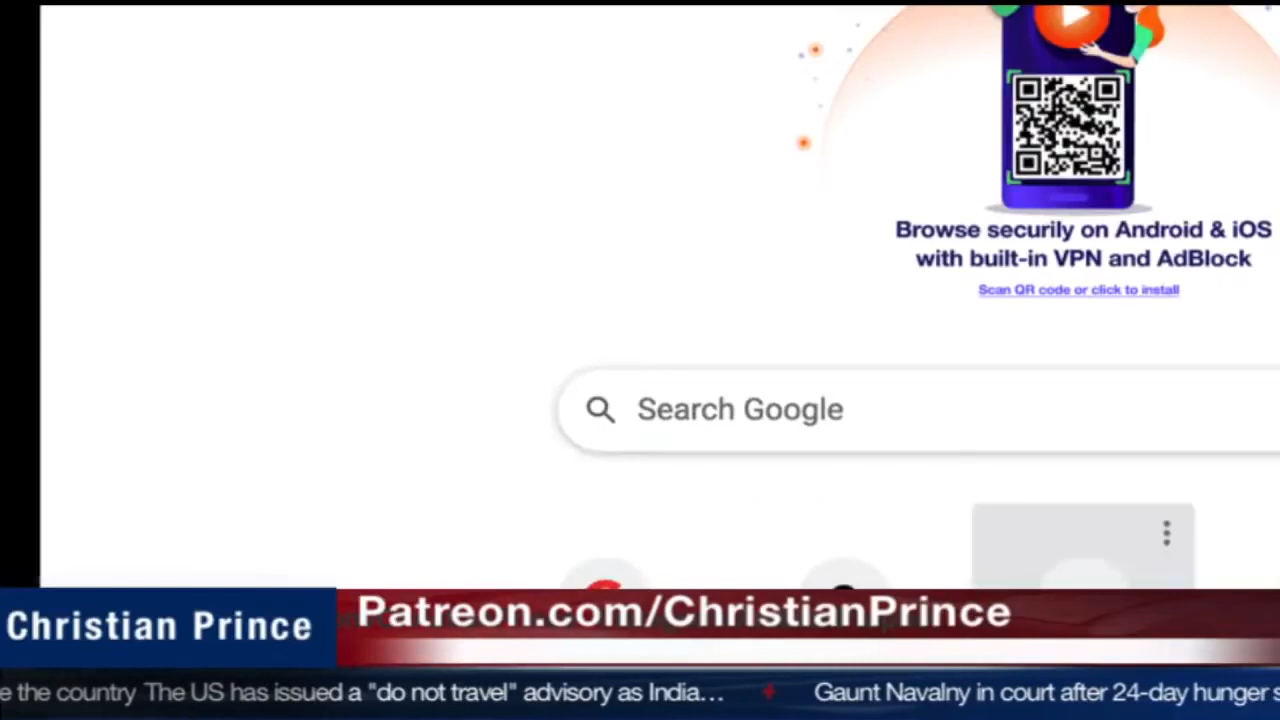 Browse securily on Android & iOS
with built-in VPN and AdBlock
Scan QR code or click to install
Search Google
Christian Prince
Patreon.com/ChristianPrince
e the country The US has issued a "do not travel" advisory as India… Gaunt Navalny in court after 24-day hunger s